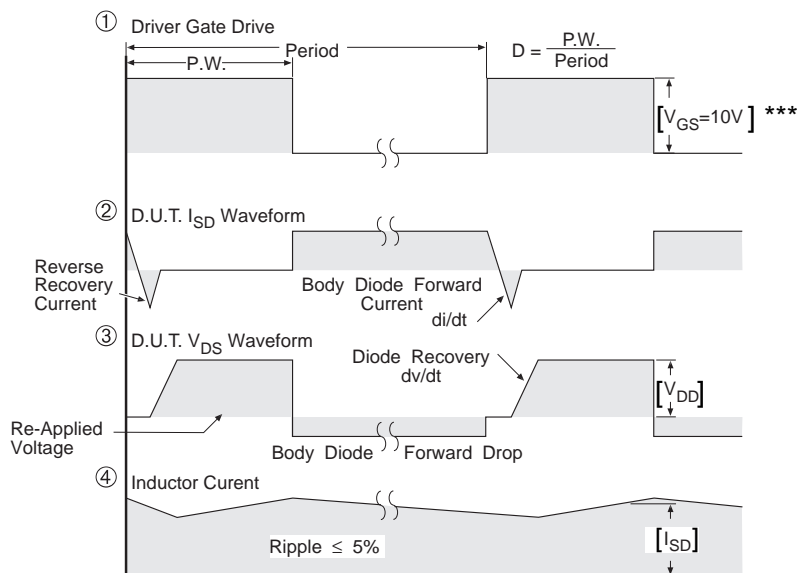 ① Driver Gate Drive
P.W.
Period
D = P.W.
Period
[VGS=10V] ***
② D.U.T. ISD Waveform
Reverse
Recovery
Current
Body Diode Forward
Current
di/dt
③ D.U.T. VDS Waveform
Diode Recovery
dv/dt
[VDD]
Re-Applied
Voltage
Body Diode Forward Drop
④ Inductor Curent
Ripple ≤ 5%
[ISD]